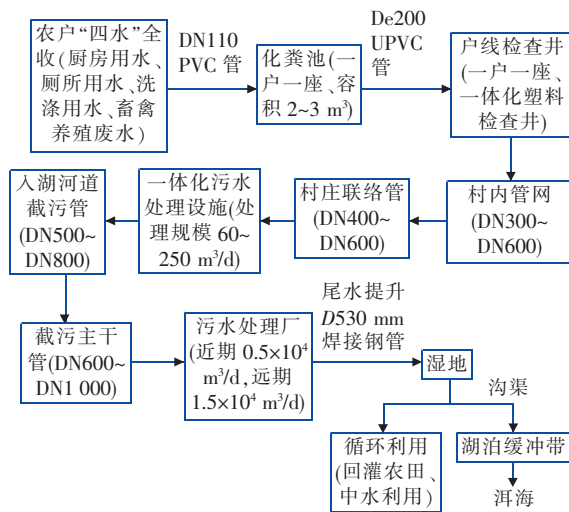 农户“四水”全
收(厨房用水、
厕所用水、洗
涤用水、畜禽
养殖废水)
DN110
PVC 管
化粪池(一
户一座、容
积 2~3 m³)
De200
UPVC
管
户线检查井
(一户一座、
一体化塑料
检查井)
入湖河道
截污管
(DN500~
DN800)
一体化污水
处理设施(处
理规模 60~
250 m³/d)
村庄联络管
(DN400~
DN600)
村内管网
(DN300~
DN600)
截污主干
管(DN600~
DN1 000)
污水处理厂
(近期 0.5×10⁴
m³/d,远期
1.5×10⁴ m³/d)
尾水提升
D530 mm
焊接钢管
湿地
沟渠
循环利用
(回灌农田、
中水利用)
湖泊缓冲带
洱海